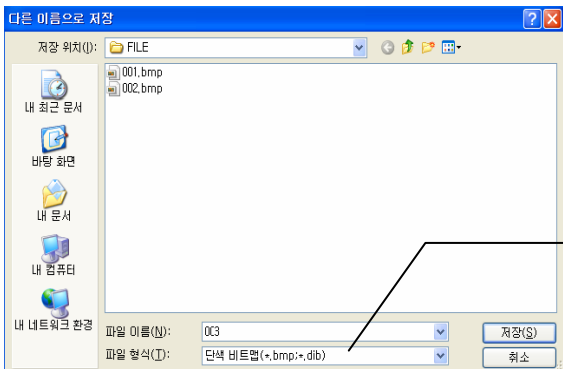 다른 이름으로 저장
저장 위치(I): FILE
001.bmp
002.bmp
내 최근 문서
바탕 화면
내 문서
내 컴퓨터
내 네트워크 환경
파일 이름(N): 0C3 저장(S)
파일 형식(T): 단색 비트맵(*.bmp;*.dib) 취소